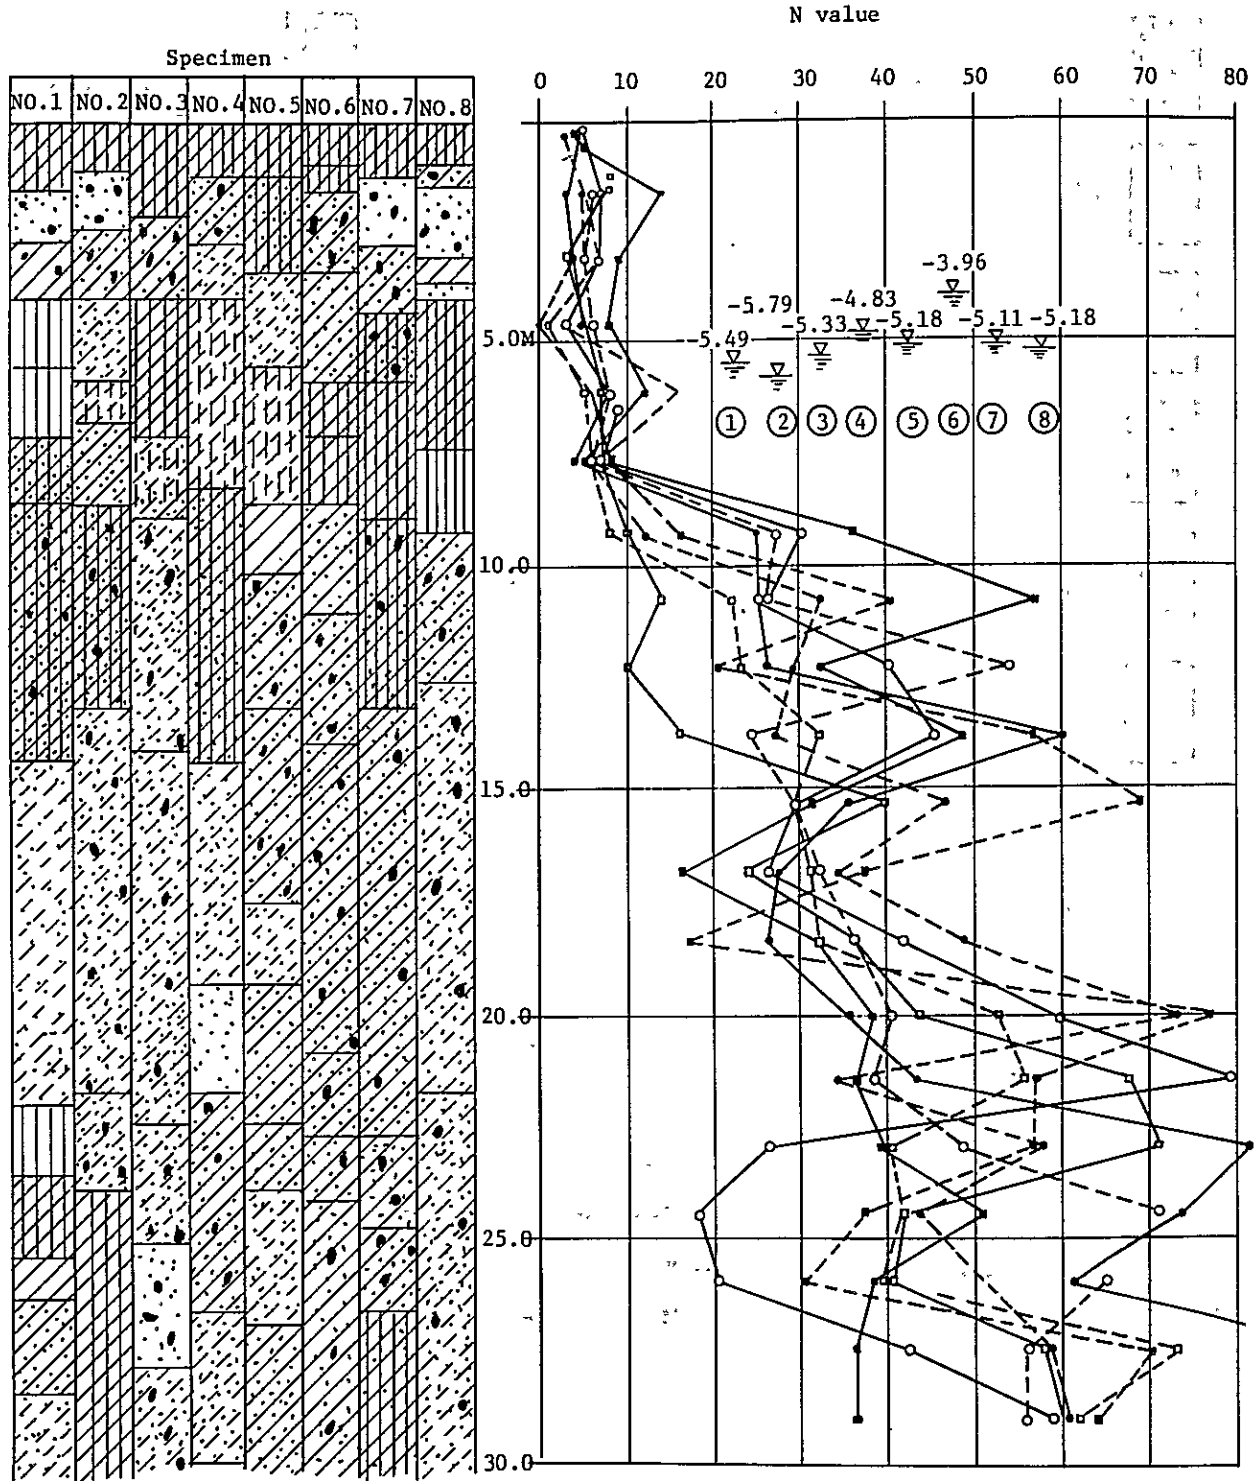 N value
Specimen
0 10 20 30 40 50 60 70 80
NO.1 NO.2 NO.3 NO.4 NO.5 NO.6 NO.7 NO.8
-3.96
-5.79 -4.83
5.0M -5.49 -5.33 -5.18 -5.11 -5.18
① ② ③ ④ ⑤ ⑥ ⑦ ⑧
10.0
15.0
20.0
25.0
30.0